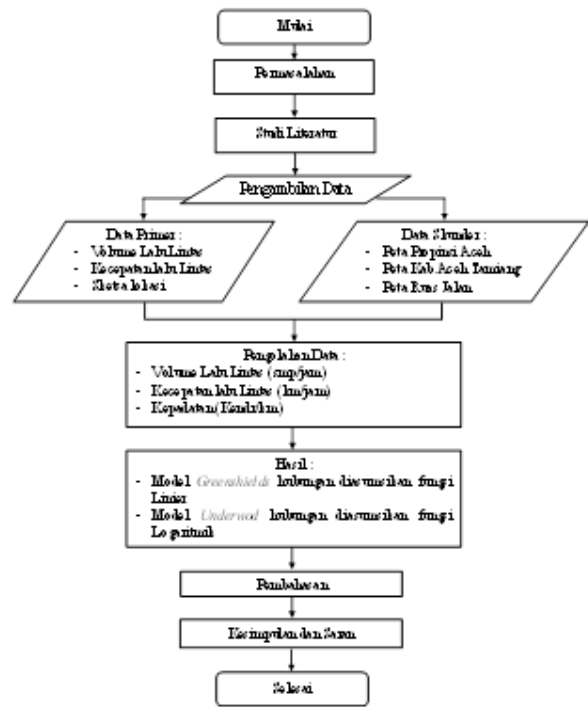 Mulai
Permasalahan
Studi Literatur
Pengambilan Data
Data Primer :
- Volume Lalu Lintas
- Kecepatan lalu Lintas
- Sketsa lokasi
Data Skunder :
- Peta Propinsi Aceh
- Peta Kab. Aceh Tamiang
- Peta Ruas Jalan
Pengolahan Data :
- Volume Lalu Lintas (smp/jam)
- Kecepatan lalu Lintas (km/jam)
- Kepadatan (Kendr/km)
Hasil :
- Model Greenshields hubungan diasumsikan fungsi
Linier
- Model Underwod hubungan diasumsikan fungsi
Logaritmik
Pembahasan
Kesimpulan dan Saran
Selesai